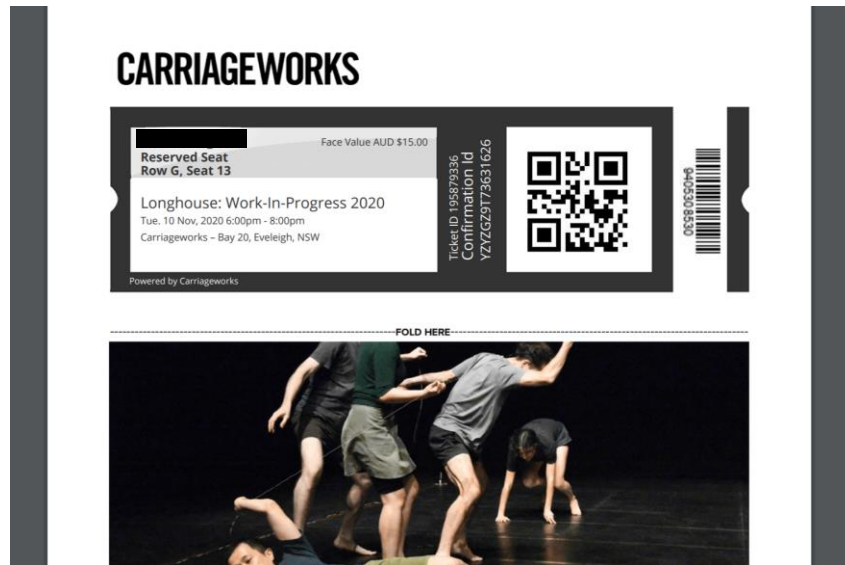 CARRIAGEWORKS
Face Value AUD $15.00
Reserved Seat
Row G, Seat 13
Longhouse: Work-In-Progress 2020
Tue. 10 Nov, 2020 6:00pm - 8:00pm
Carriageworks – Bay 20, Eveleigh, NSW
Powered by Carriageworks
Ticket ID 195879336
Confirmation Id
YZYZGZ9T73631626
9405308530
FOLD HERE